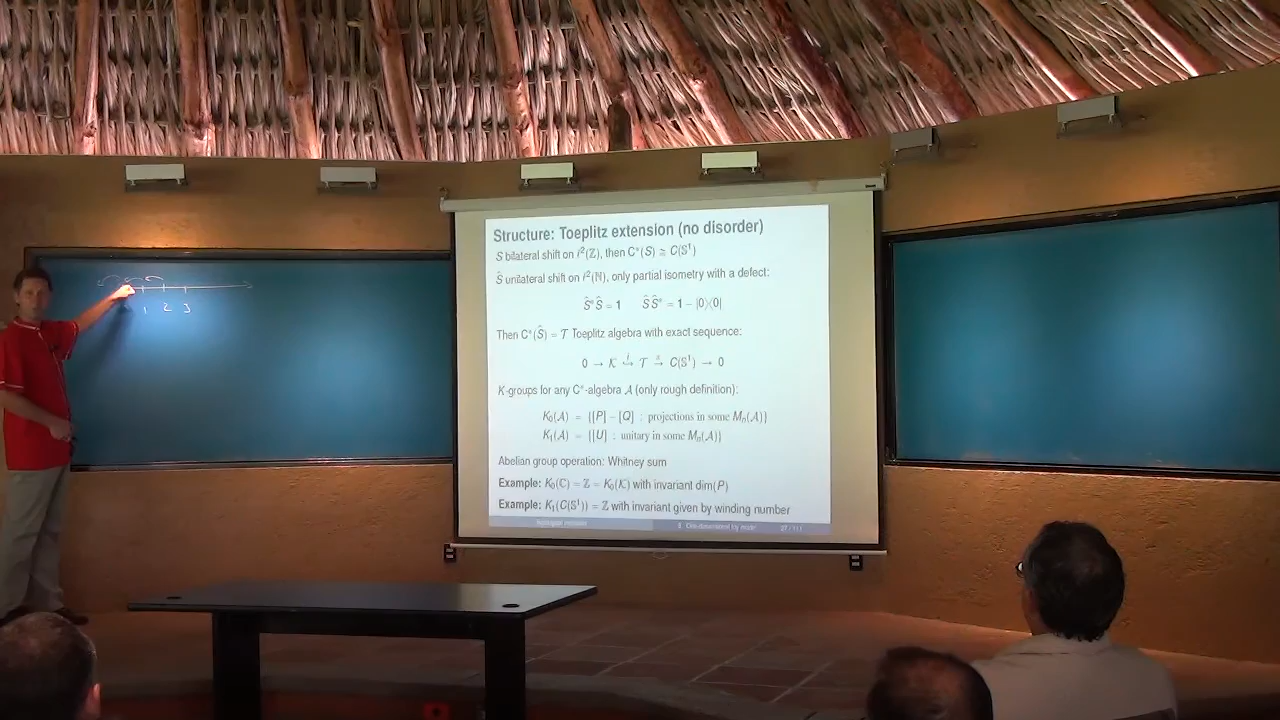 1 2 3
Structure: Toeplitz extension (no disorder)
S bilateral shift on ℓ²(ℤ), then C*(S) ≅ C(𝕊¹)
Ŝ unilateral shift on ℓ²(ℕ), only partial isometry with a defect:
Ŝ*Ŝ = 1 Ŝ Ŝ* = 1 − |0⟩⟨0|
Then C*(Ŝ) = 𝒯 Toeplitz algebra with exact sequence:
0 → 𝒦 ↪ 𝒯 → C(𝕊¹) → 0
K-groups for any C*-algebra 𝒜 (only rough definition):
K₀(𝒜) = {[P] − [Q] : projections in some Mₙ(𝒜)}
K₁(𝒜) = {[U] : unitary in some Mₙ(𝒜)}
Abelian group operation: Whitney sum
Example: K₀(ℂ) = ℤ = K₀(𝒦) with invariant dim(P)
Example: K₁(C(𝕊¹)) = ℤ with invariant given by winding number